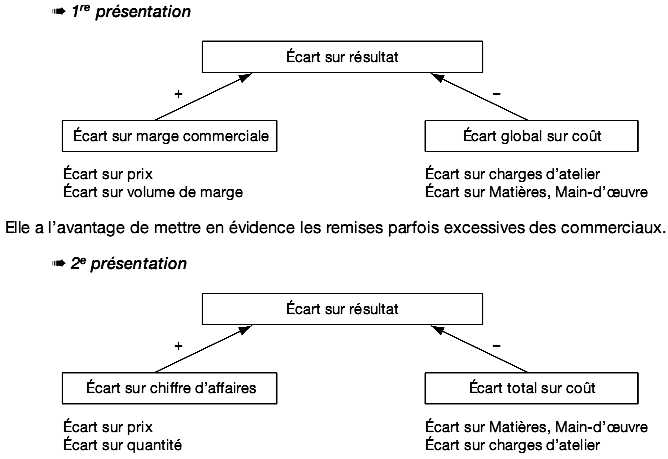 ➠ 1re présentation
Écart sur résultat
+ –
Écart sur marge commerciale Écart global sur coût
Écart sur prix Écart sur charges d'atelier
Écart sur volume de marge Écart sur Matières, Main-d'œuvre
Elle a l'avantage de mettre en évidence les remises parfois excessives des commerciaux.
➠ 2e présentation
Écart sur résultat
+ –
Écart sur chiffre d'affaires Écart total sur coût
Écart sur prix Écart sur Matières, Main-d'œuvre
Écart sur quantité Écart sur charges d'atelier